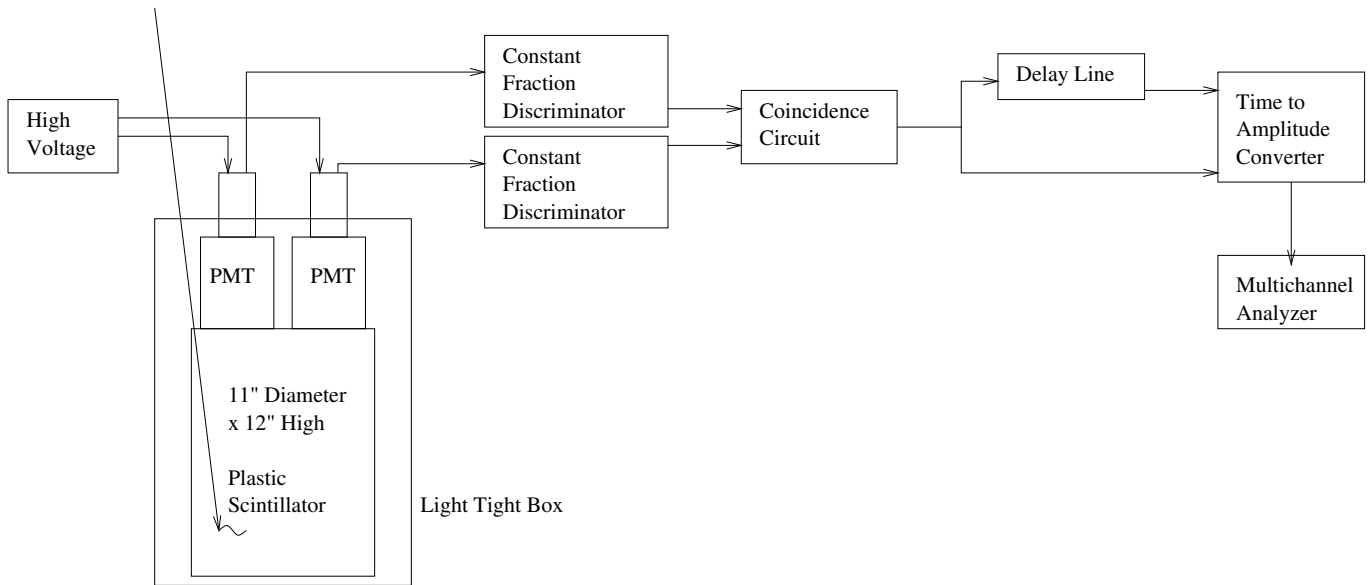 High
Voltage
Constant
Fraction
Discriminator
Constant
Fraction
Discriminator
Coincidence
Circuit
Delay Line
Time to
Amplitude
Converter
Multichannel
Analyzer
PMT
PMT
11" Diameter
x 12" High
Plastic
Scintillator
Light Tight Box